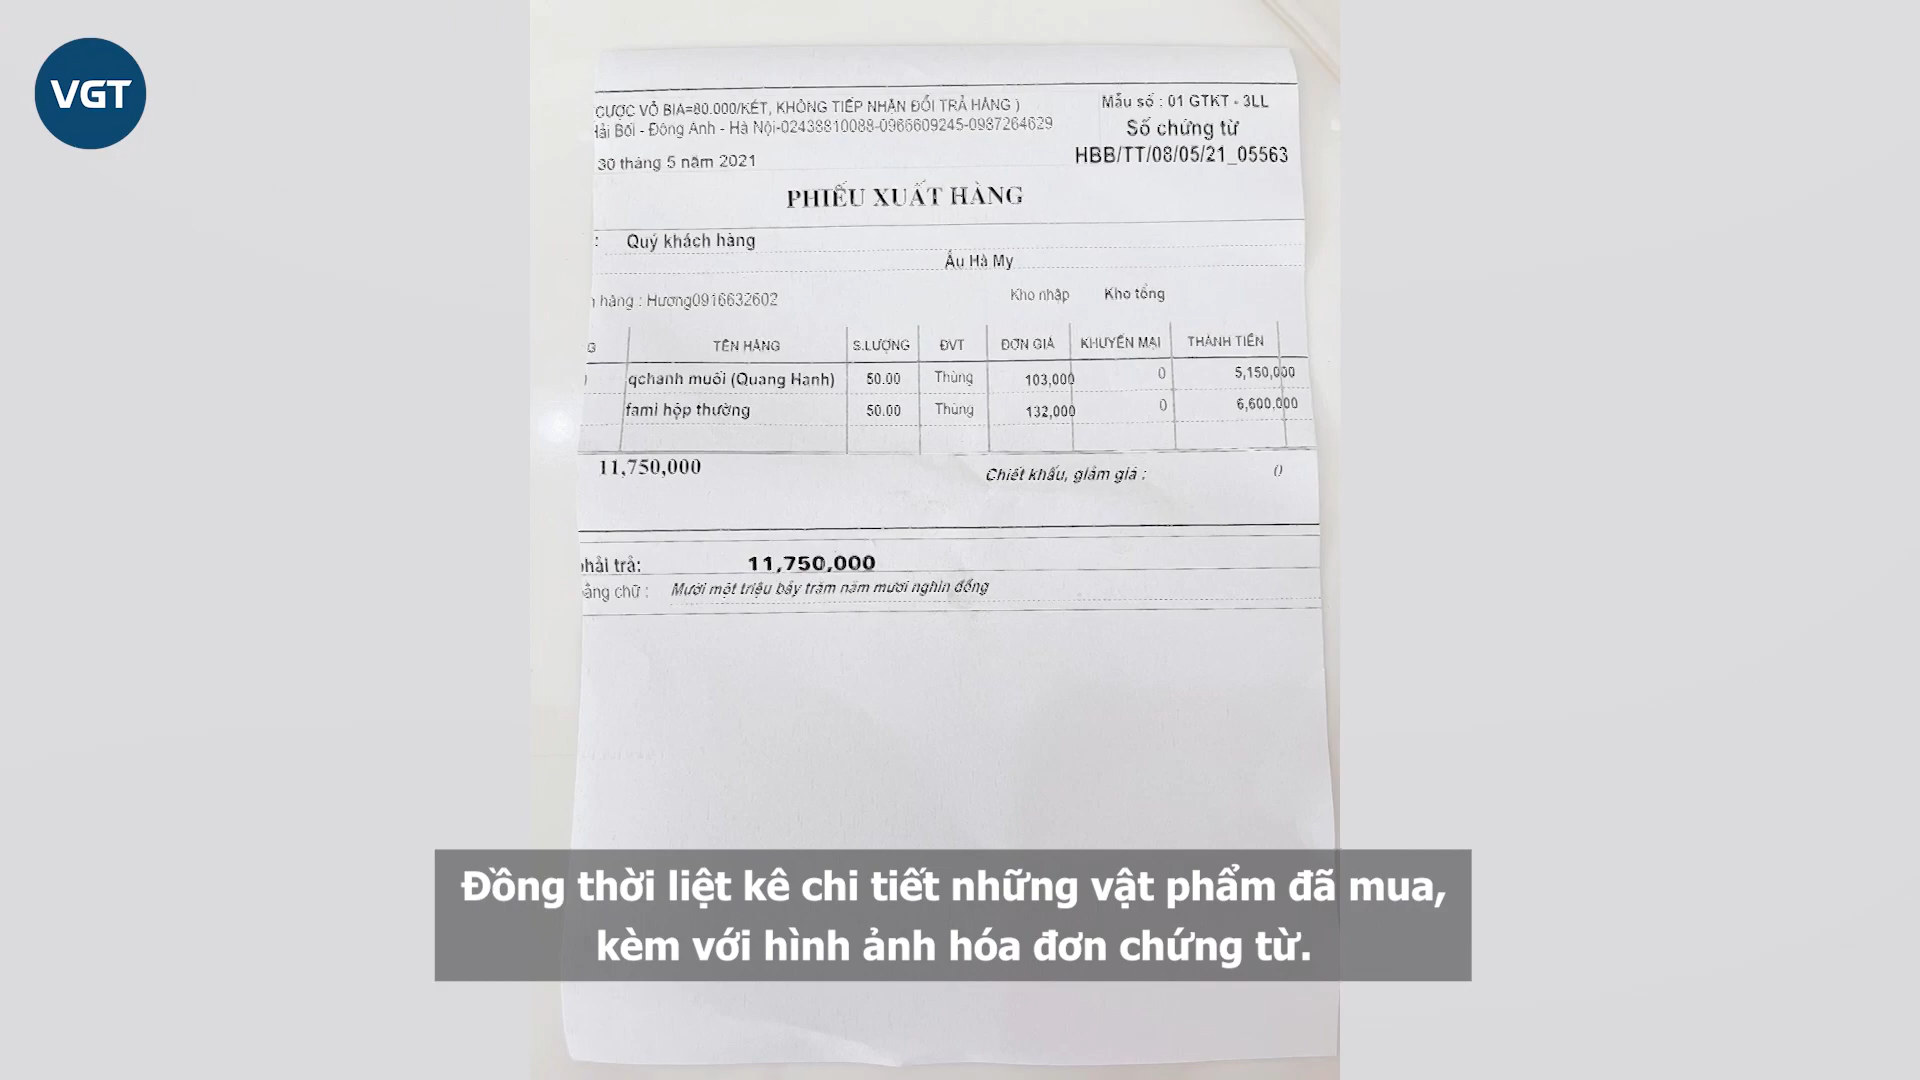 VGT
CƯỢC VỎ BIA=80.000/KÉT, KHÔNG TIẾP NHẬN ĐỔI TRẢ HÀNG )
Hải Bối - Đông Anh - Hà Nội-02438810088-0966609245-0987264629
30 tháng 5 năm 2021
Mẫu số : 01 GTKT - 3LL
Số chứng từ
HBB/TT/08/05/21_05563
PHIẾU XUẤT HÀNG
: Quý khách hàng
Âu Hà My
hàng : Hương0916632602 Kho nhập Kho tổng
G TÊN HÀNG S.LƯỢNG ĐVT ĐƠN GIÁ KHUYẾN MẠI THÀNH TIỀN
qchanh muối (Quang Hanh) 50.00 Thùng 103,000 0 5,150,000
fami hộp thường 50.00 Thùng 132,000 0 6,600,000
11,750,000 Chiết khấu, giảm giá : 0
phải trả: 11,750,000
bằng chữ : Mười một triệu bảy trăm năm mươi nghìn đồng
Đồng thời liệt kê chi tiết những vật phẩm đã mua,
kèm với hình ảnh hóa đơn chứng từ.